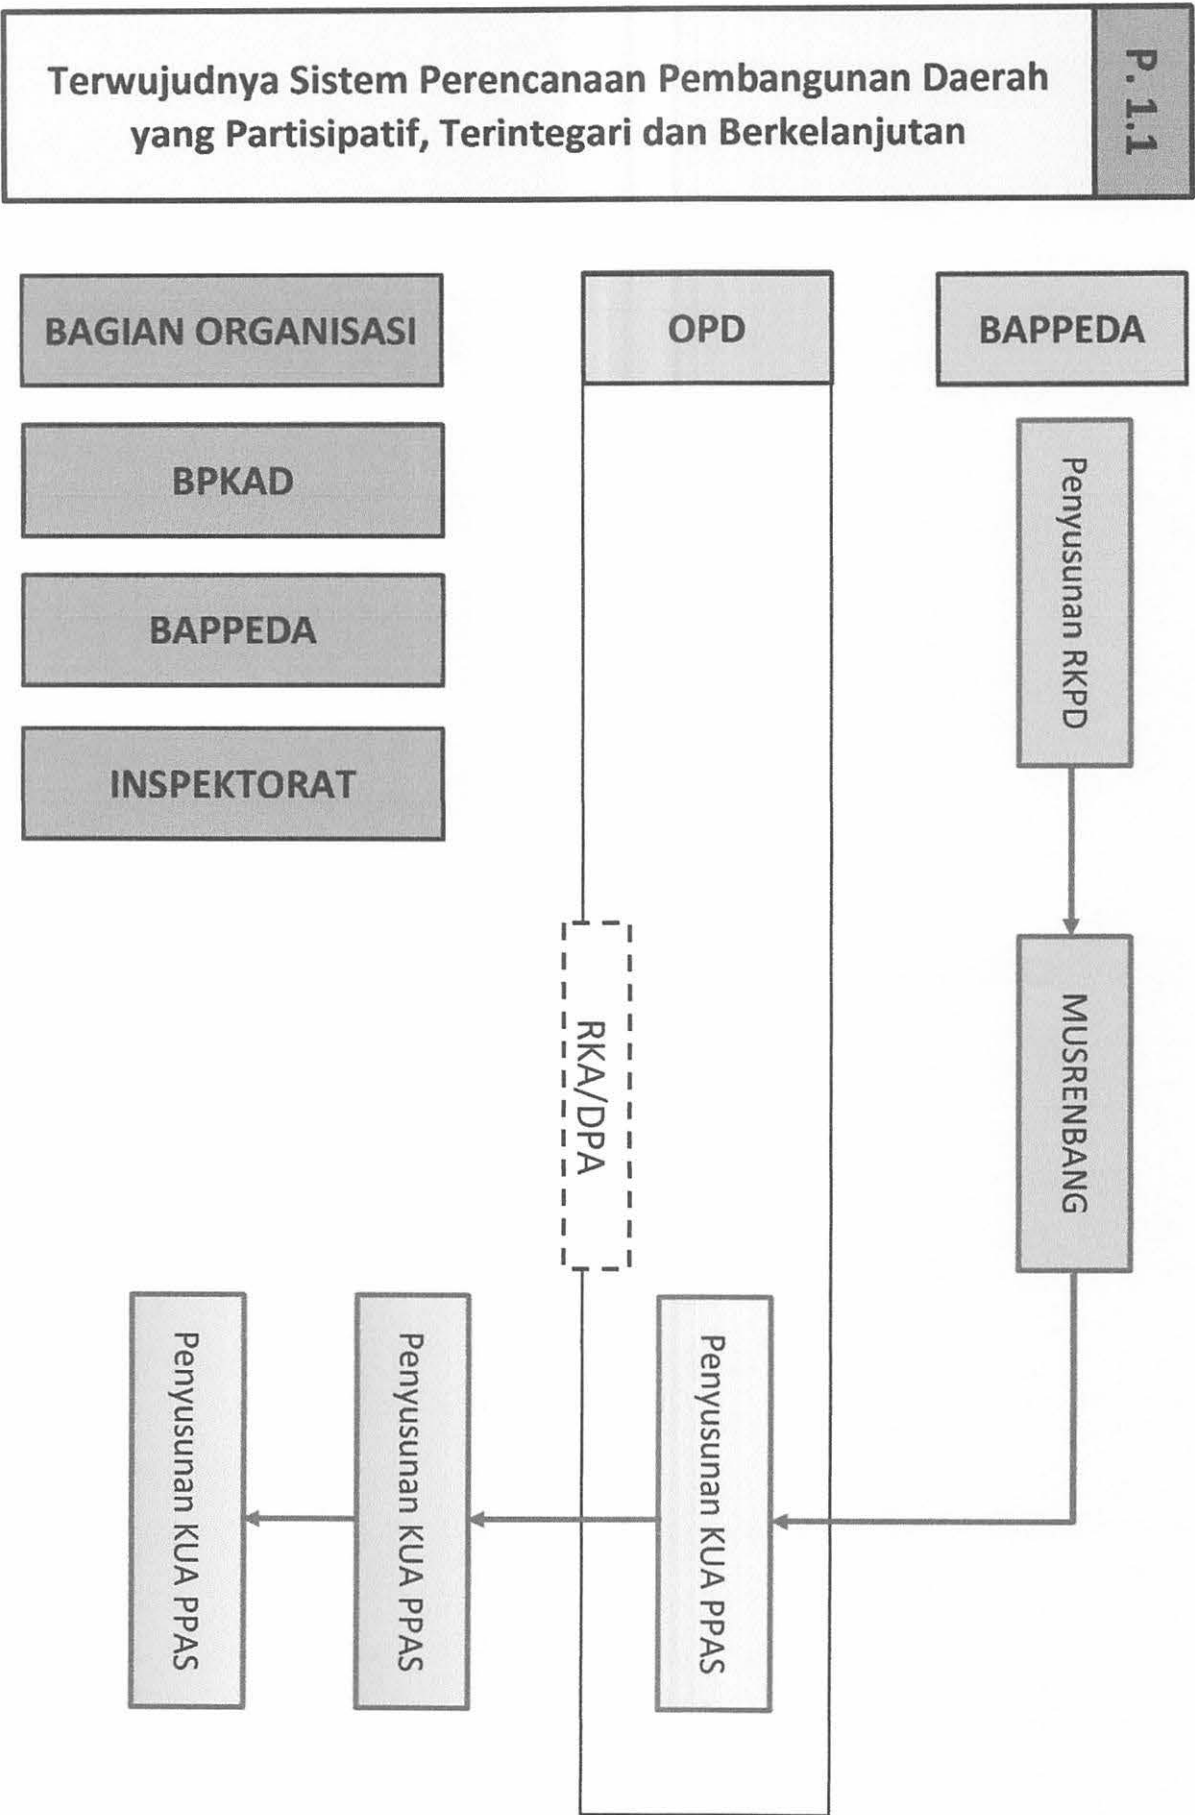 Terwujudnya Sistem Perencanaan Pembangunan Daerah
yang Partisipatif, Terintegari dan Berkelanjutan
P. 1.1
BAGIAN ORGANISASI
OPD
BAPPEDA
BPKAD
BAPPEDA
INSPEKTORAT
Penyusunan RKPD
MUSRENBANG
RKA/DPA
Penyusunan KUA PPAS
Penyusunan KUA PPAS
Penyusunan KUA PPAS